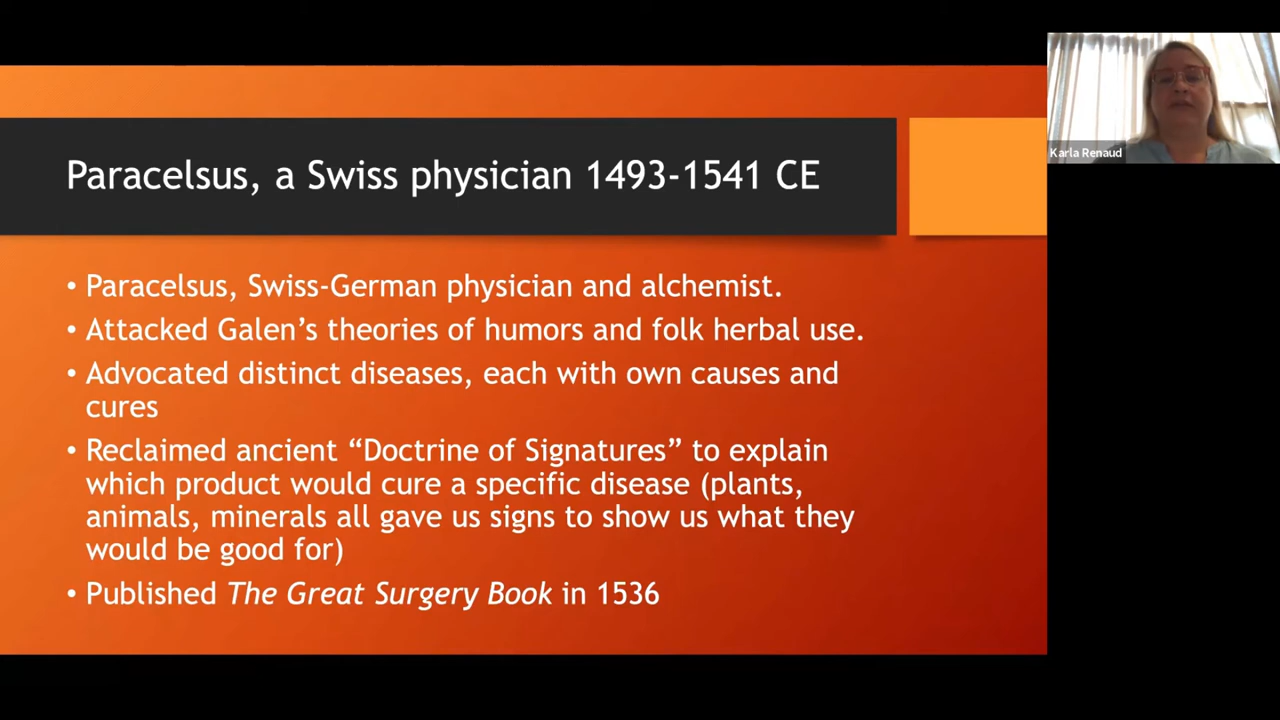 Paracelsus, a Swiss physician 1493-1541 CE
Karla Renaud
• Paracelsus, Swiss-German physician and alchemist.
• Attacked Galen’s theories of humors and folk herbal use.
• Advocated distinct diseases, each with own causes and
cures
• Reclaimed ancient “Doctrine of Signatures” to explain
which product would cure a specific disease (plants,
animals, minerals all gave us signs to show us what they
would be good for)
• Published The Great Surgery Book in 1536